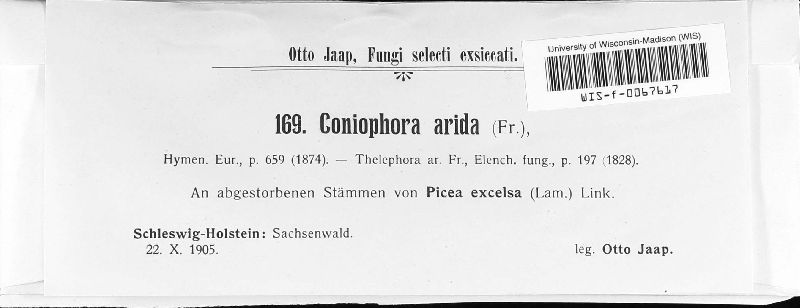 Otto Jaap, Fungi selecti exsiccati.
University of Wisconsin-Madison (WIS)
WIS-f-0067617
169. Coniophora arida (Fr.),
Hymen. Eur., p. 659 (1874). — Thelephora ar. Fr., Elench. fung., p. 197 (1828).
An abgestorbenen Stämmen von Picea excelsa (Lam.) Link.
Schleswig-Holstein: Sachsenwald.
22. X. 1905.
leg. Otto Jaap.